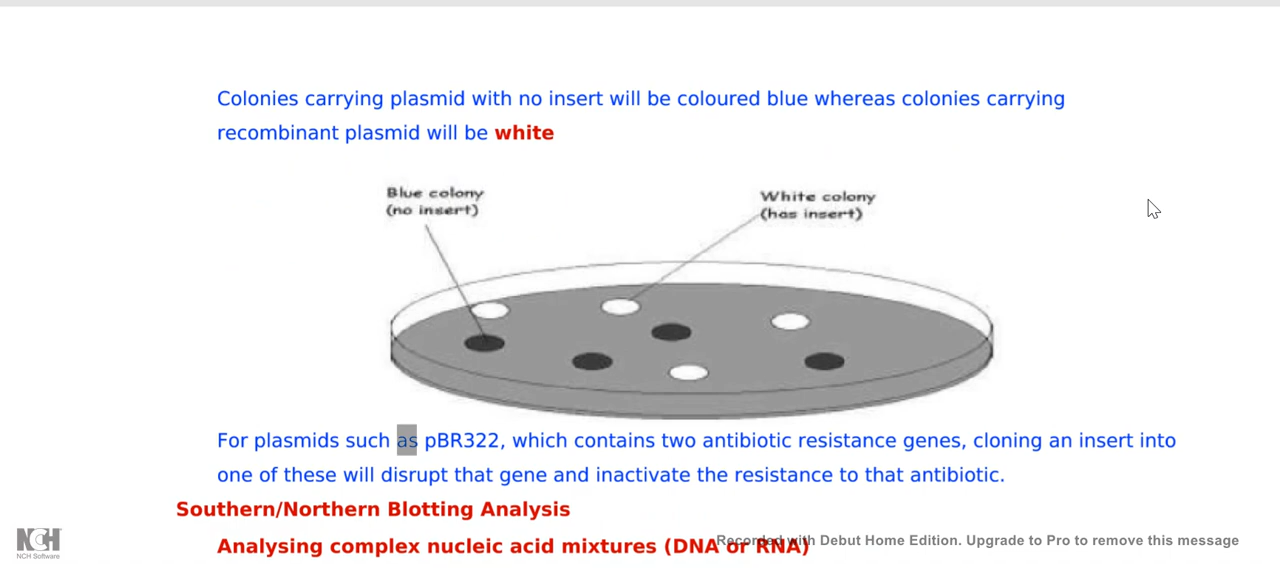 Colonies carrying plasmid with no insert will be coloured blue whereas colonies carrying
recombinant plasmid will be white
Blue colony
(no insert)
White colony
(has insert)
For plasmids such as pBR322, which contains two antibiotic resistance genes, cloning an insert into
one of these will disrupt that gene and inactivate the resistance to that antibiotic.
Southern/Northern Blotting Analysis
Analysing complex nucleic acid mixtures (DNA or RNA)
Recorded with Debut Home Edition. Upgrade to Pro to remove this message
NCH
NCH Software